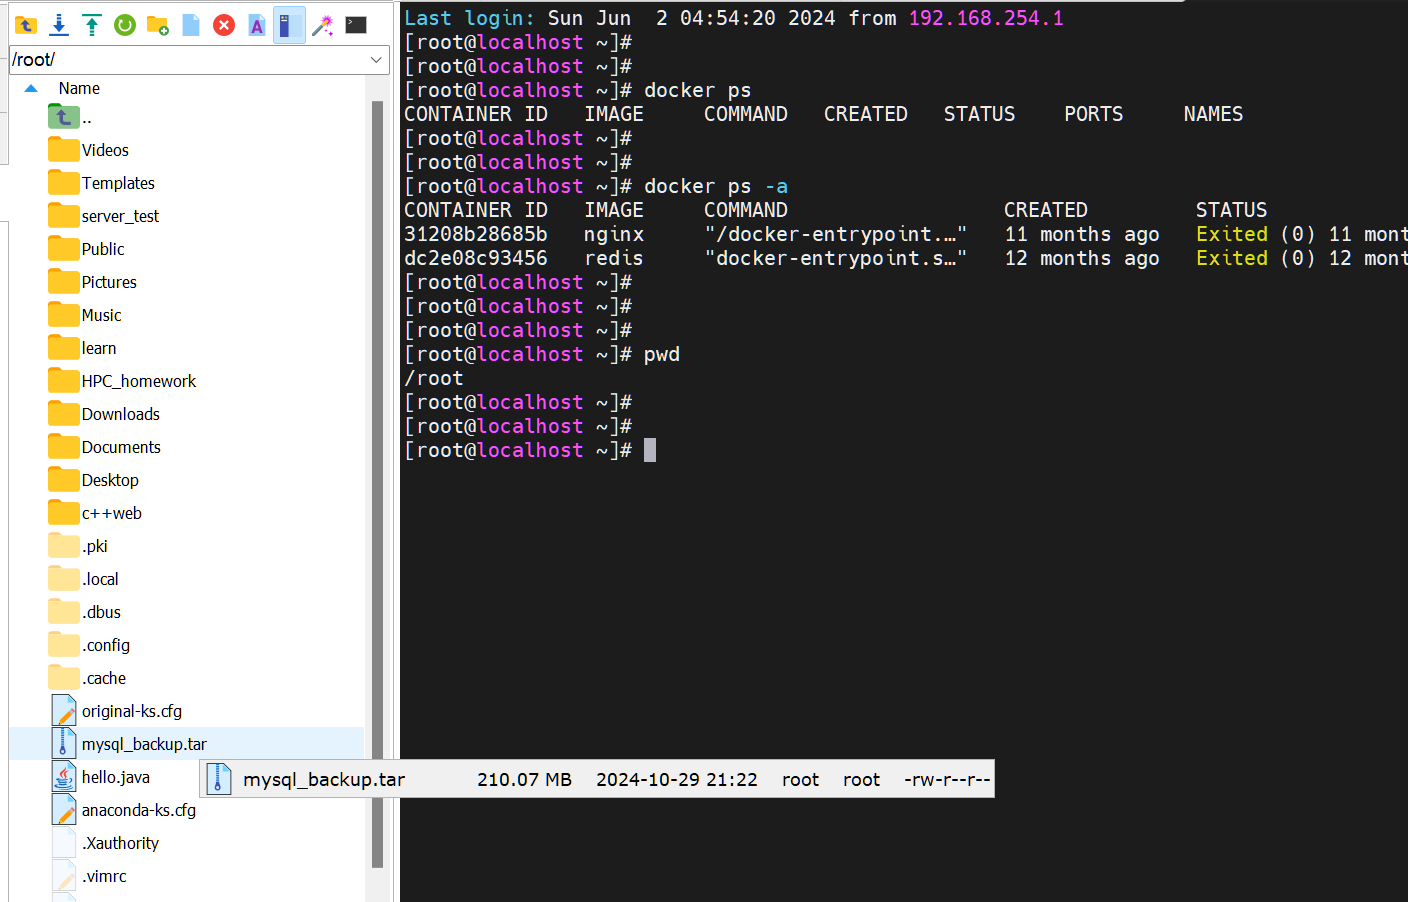 /root/
Name
..
Videos
Templates
server_test
Public
Pictures
Music
learn
HPC_homework
Downloads
Documents
Desktop
c++web
.pki
.local
.dbus
.config
.cache
original-ks.cfg
mysql_backup.tar
hello.java
anaconda-ks.cfg
.Xauthority
.vimrc
mysql_backup.tar 210.07 MB 2024-10-29 21:22 root root -rw-r--r--
Last login: Sun Jun  2 04:54:20 2024 from 192.168.254.1
[root@localhost ~]#
[root@localhost ~]#
[root@localhost ~]# docker ps
CONTAINER ID   IMAGE     COMMAND   CREATED   STATUS    PORTS     NAMES
[root@localhost ~]#
[root@localhost ~]#
[root@localhost ~]# docker ps -a
CONTAINER ID   IMAGE     COMMAND                  CREATED         STATUS
31208b28685b   nginx     "/docker-entrypoint.…"   11 months ago   Exited (0) 11 mont
dc2e08c93456   redis     "docker-entrypoint.s…"   12 months ago   Exited (0) 12 mont
[root@localhost ~]#
[root@localhost ~]#
[root@localhost ~]#
[root@localhost ~]# pwd
/root
[root@localhost ~]#
[root@localhost ~]#
[root@localhost ~]#